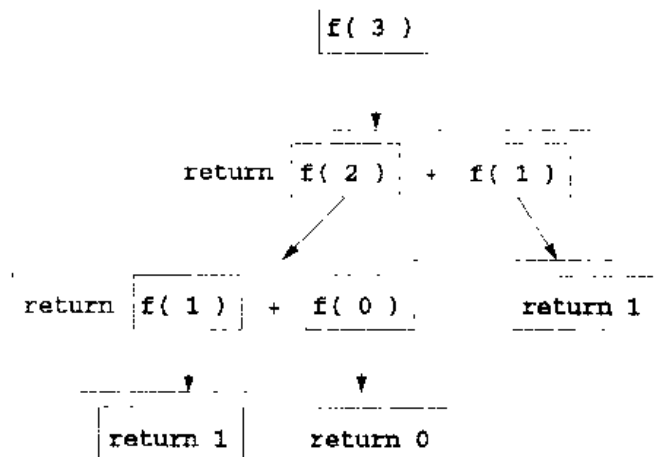 f( 3 )
return f( 2 ) + f( 1 )
return f( 1 ) + f( 0 ) return 1
return 1 return 0